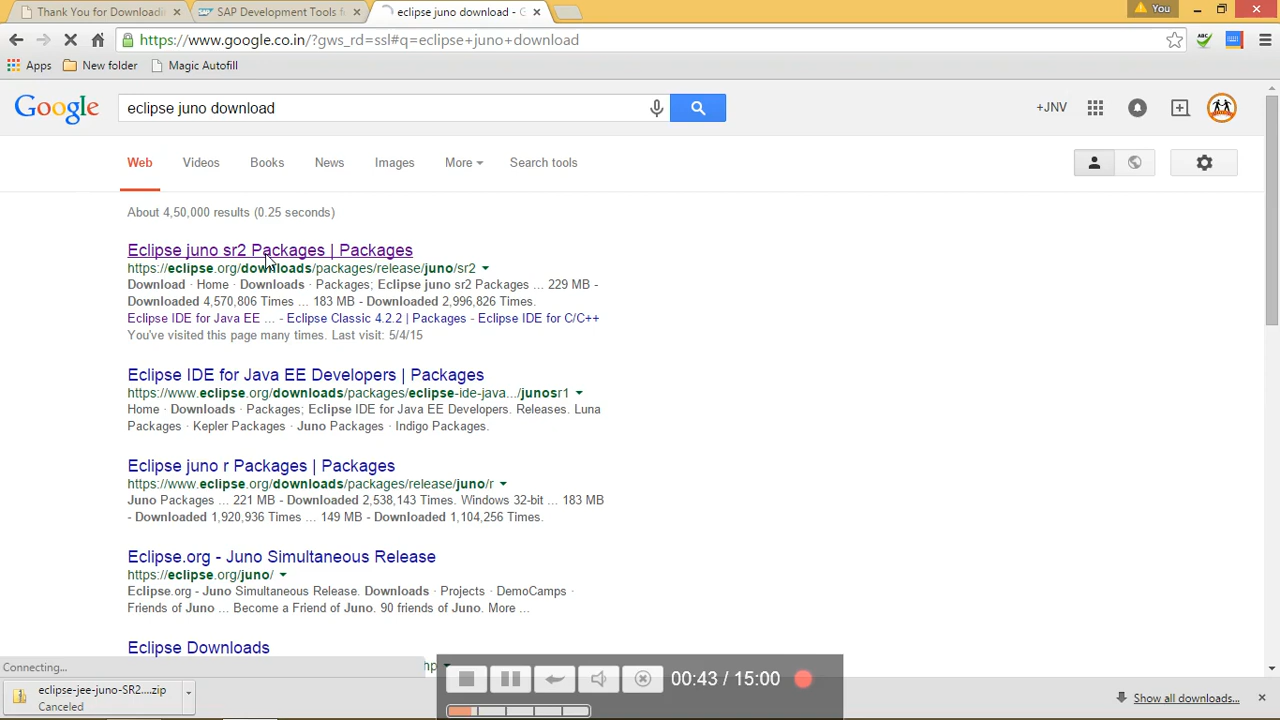 Thank You for Downloadin
SAP Development Tools f
eclipse juno download - G
You
https://www.google.co.in/?gws_rd=ssl#q=eclipse+juno+download
ABC
Apps
New folder
Magic Autofill
Google
eclipse juno download
+JNV
Web
Videos
Books
News
Images
More
Search tools
About 4,50,000 results (0.25 seconds)
Eclipse juno sr2 Packages | Packages
https://eclipse.org/downloads/packages/release/juno/sr2
Download · Home · Downloads · Packages; Eclipse juno sr2 Packages ... 229 MB -
Downloaded 4,570,806 Times ... 183 MB - Downloaded 2,996,826 Times.
Eclipse IDE for Java EE ... - Eclipse Classic 4.2.2 | Packages - Eclipse IDE for C/C++
You've visited this page many times. Last visit: 5/4/15
Eclipse IDE for Java EE Developers | Packages
https://www.eclipse.org/downloads/packages/eclipse-ide-java.../junosr1
Home · Downloads · Packages; Eclipse IDE for Java EE Developers. Releases. Luna
Packages · Kepler Packages · Juno Packages · Indigo Packages.
Eclipse juno r Packages | Packages
https://www.eclipse.org/downloads/packages/release/juno/r
Juno Packages ... 221 MB - Downloaded 2,538,143 Times. Windows 32-bit ... 183 MB
- Downloaded 1,920,936 Times ... 149 MB - Downloaded 1,104,256 Times.
Eclipse.org - Juno Simultaneous Release
https://eclipse.org/juno/
Eclipse.org - Juno Simultaneous Release. Downloads · Projects · DemoCamps ·
Friends of Juno ... Become a Friend of Juno. 90 friends of Juno. More ...
Eclipse Downloads
Connecting...
00:43 / 15:00
eclipse-jee-juno-SR2....zip
Canceled
Show all downloads...